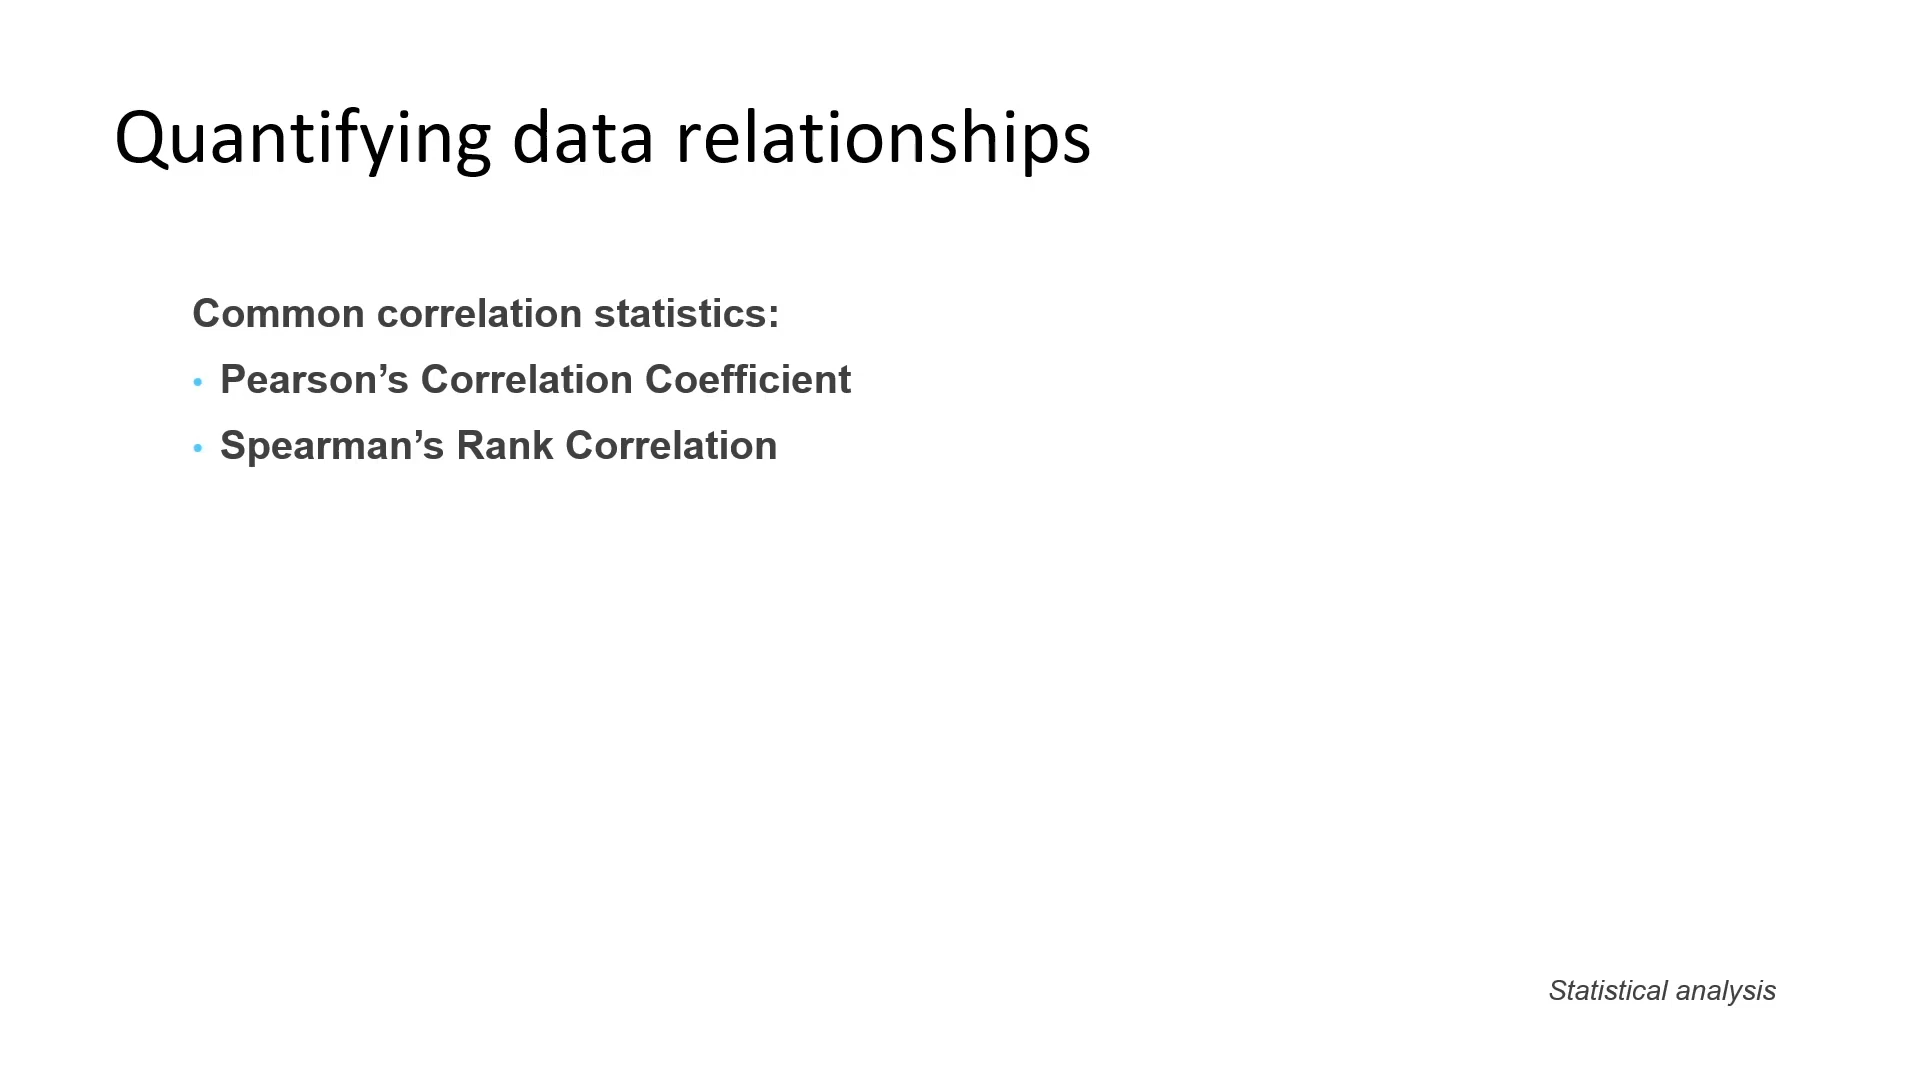 Quantifying data relationships
Common correlation statistics:
• Pearson’s Correlation Coefficient
• Spearman’s Rank Correlation
Statistical analysis